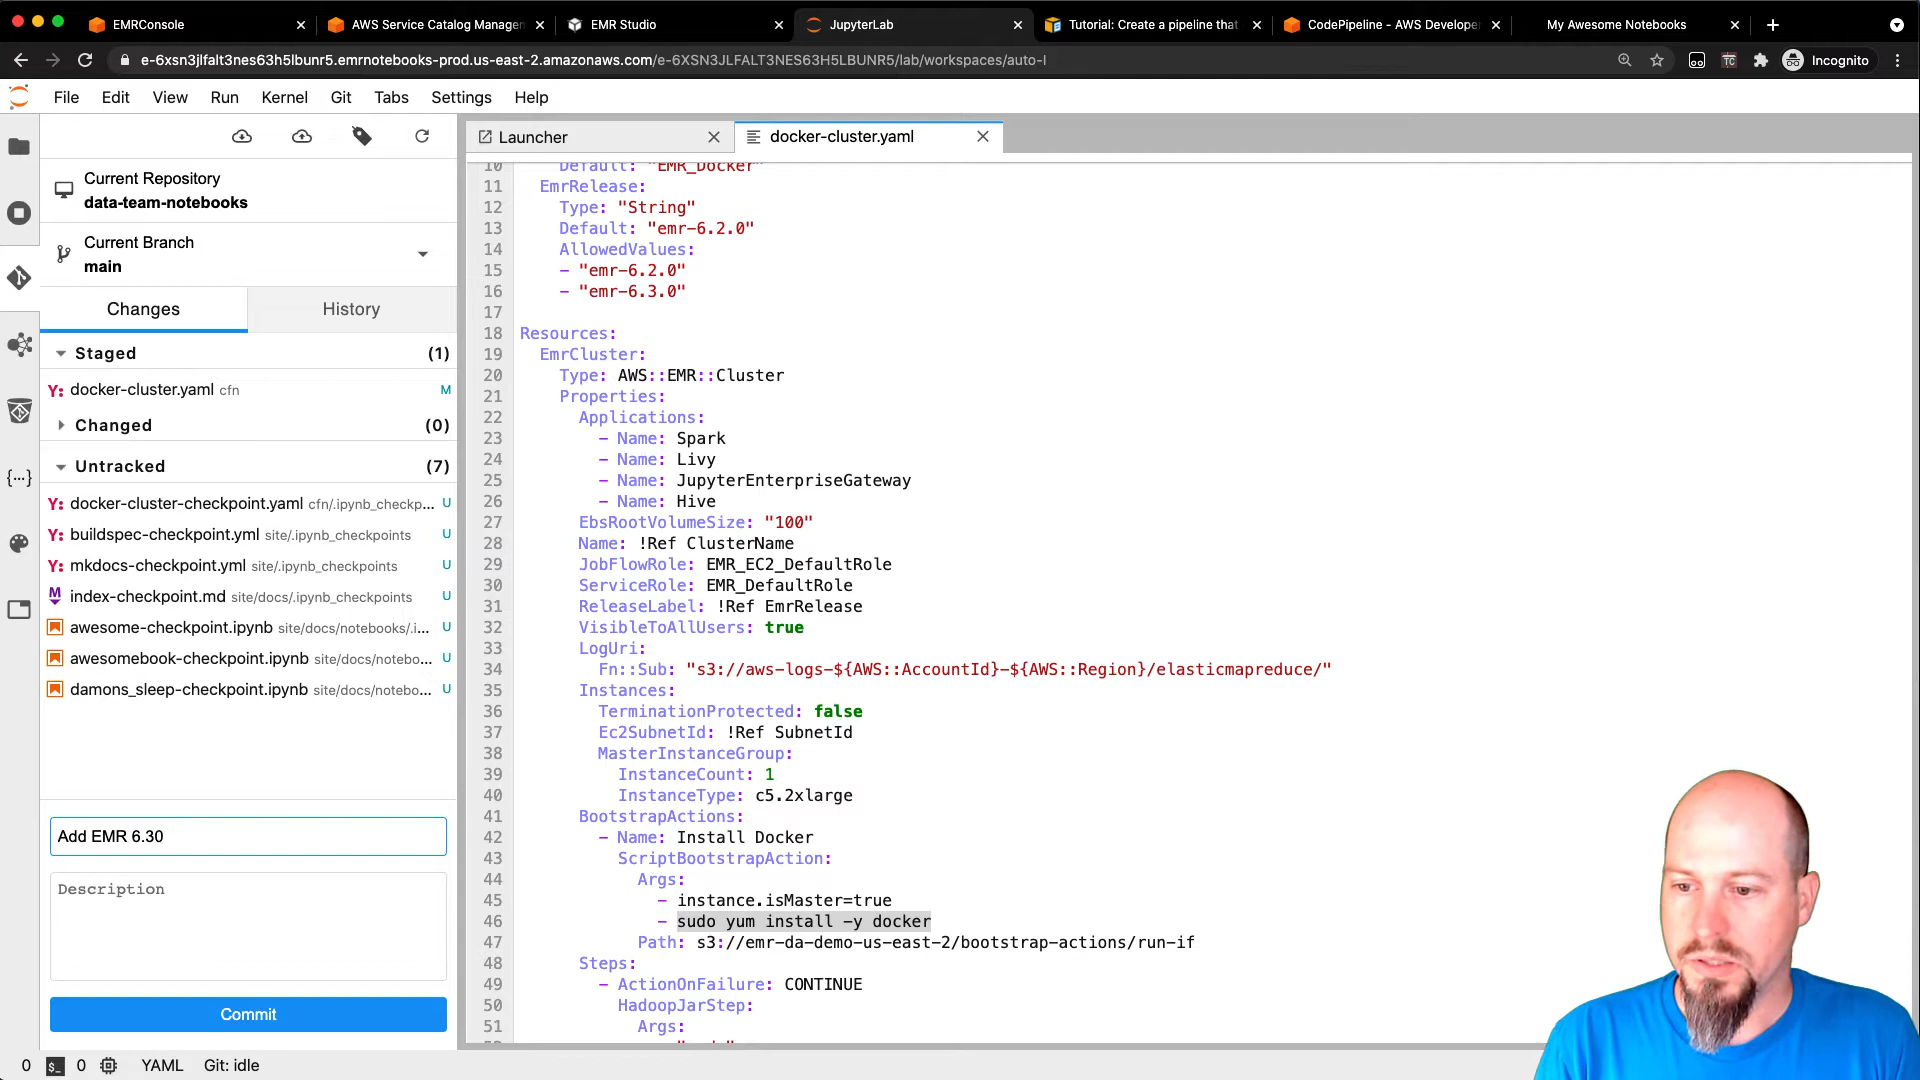 EMRConsole
AWS Service Catalog Managem
EMR Studio
JupyterLab
Tutorial: Create a pipeline that
CodePipeline - AWS Developer
My Awesome Notebooks
e-6xsn3jlfalt3nes63h5lbunr5.emrnotebooks-prod.us-east-2.amazonaws.com/e-6XSN3JLFALT3NES63H5LBUNR5/lab/workspaces/auto-l
TC
Incognito
File Edit View Run Kernel Git Tabs Settings Help
Launcher
docker-cluster.yaml
Current Repository
data-team-notebooks
Current Branch
main
Changes
History
Staged (1)
Y: docker-cluster.yaml cfn M
Changed (0)
Untracked (7)
Y: docker-cluster-checkpoint.yaml cfn/.ipynb_checkp... U
Y: buildspec-checkpoint.yml site/.ipynb_checkpoints U
Y: mkdocs-checkpoint.yml site/.ipynb_checkpoints U
M index-checkpoint.md site/docs/.ipynb_checkpoints U
awesome-checkpoint.ipynb site/docs/notebooks/.i... U
awesomebook-checkpoint.ipynb site/docs/notebo... U
damons_sleep-checkpoint.ipynb site/docs/notebo... U
Add EMR 6.30
Description
Commit
10 Default: "EMR_Docker"
11 EmrRelease:
12 Type: "String"
13 Default: "emr-6.2.0"
14 AllowedValues:
15 - "emr-6.2.0"
16 - "emr-6.3.0"
17
18 Resources:
19 EmrCluster:
20 Type: AWS::EMR::Cluster
21 Properties:
22 Applications:
23 - Name: Spark
24 - Name: Livy
25 - Name: JupyterEnterpriseGateway
26 - Name: Hive
27 EbsRootVolumeSize: "100"
28 Name: !Ref ClusterName
29 JobFlowRole: EMR_EC2_DefaultRole
30 ServiceRole: EMR_DefaultRole
31 ReleaseLabel: !Ref EmrRelease
32 VisibleToAllUsers: true
33 LogUri:
34 Fn::Sub: "s3://aws-logs-${AWS::AccountId}-${AWS::Region}/elasticmapreduce/"
35 Instances:
36 TerminationProtected: false
37 Ec2SubnetId: !Ref SubnetId
38 MasterInstanceGroup:
39 InstanceCount: 1
40 InstanceType: c5.2xlarge
41 BootstrapActions:
42 - Name: Install Docker
43 ScriptBootstrapAction:
44 Args:
45 - instance.isMaster=true
46 - sudo yum install -y docker
47 Path: s3://emr-da-demo-us-east-2/bootstrap-actions/run-if
48 Steps:
49 - ActionOnFailure: CONTINUE
50 HadoopJarStep:
51 Args:
0 $_ 0 YAML Git: idle